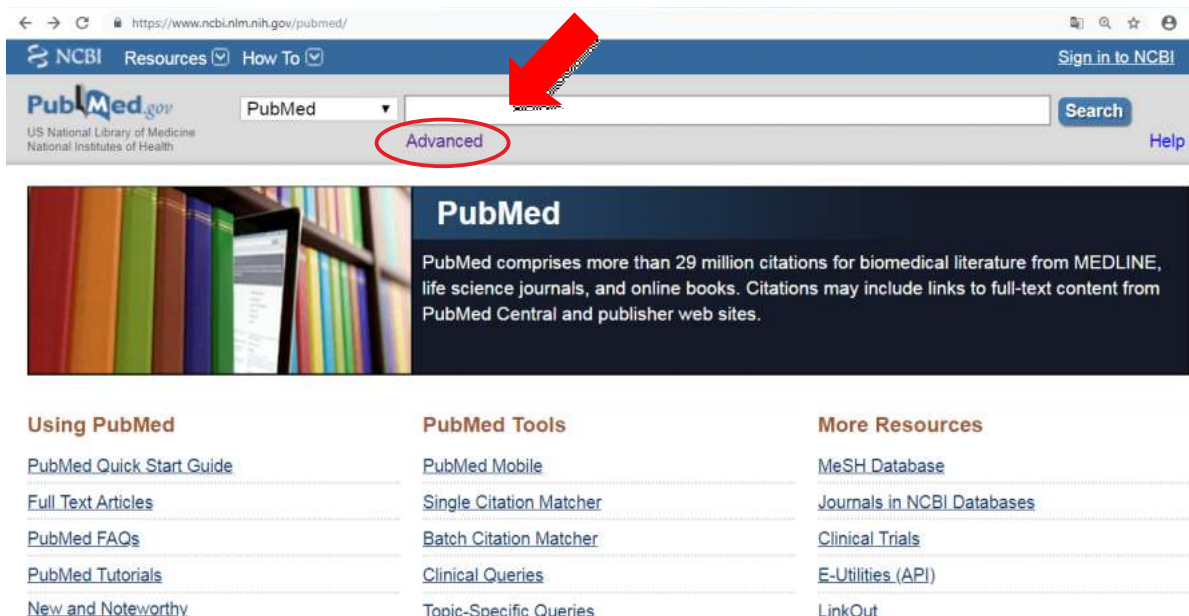 https://www.ncbi.nlm.nih.gov/pubmed/
NCBI Resources How To Sign in to NCBI
PubMed.gov
US National Library of Medicine
National Institutes of Health
PubMed
Search
Advanced
Help
PubMed
PubMed comprises more than 29 million citations for biomedical literature from MEDLINE,
life science journals, and online books. Citations may include links to full-text content from
PubMed Central and publisher web sites.
Using PubMed
PubMed Quick Start Guide
Full Text Articles
PubMed FAQs
PubMed Tutorials
New and Noteworthy
PubMed Tools
PubMed Mobile
Single Citation Matcher
Batch Citation Matcher
Clinical Queries
Topic-Specific Queries
More Resources
MeSH Database
Journals in NCBI Databases
Clinical Trials
E-Utilities (API)
LinkOut